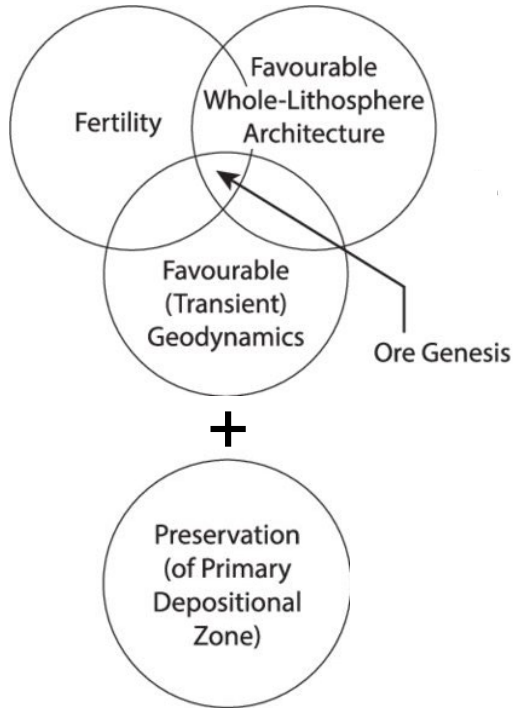 Fertility
Favourable
Whole-Lithosphere
Architecture
Favourable
(Transient)
Geodynamics
Ore Genesis
+
Preservation
(of Primary
Depositional
Zone)